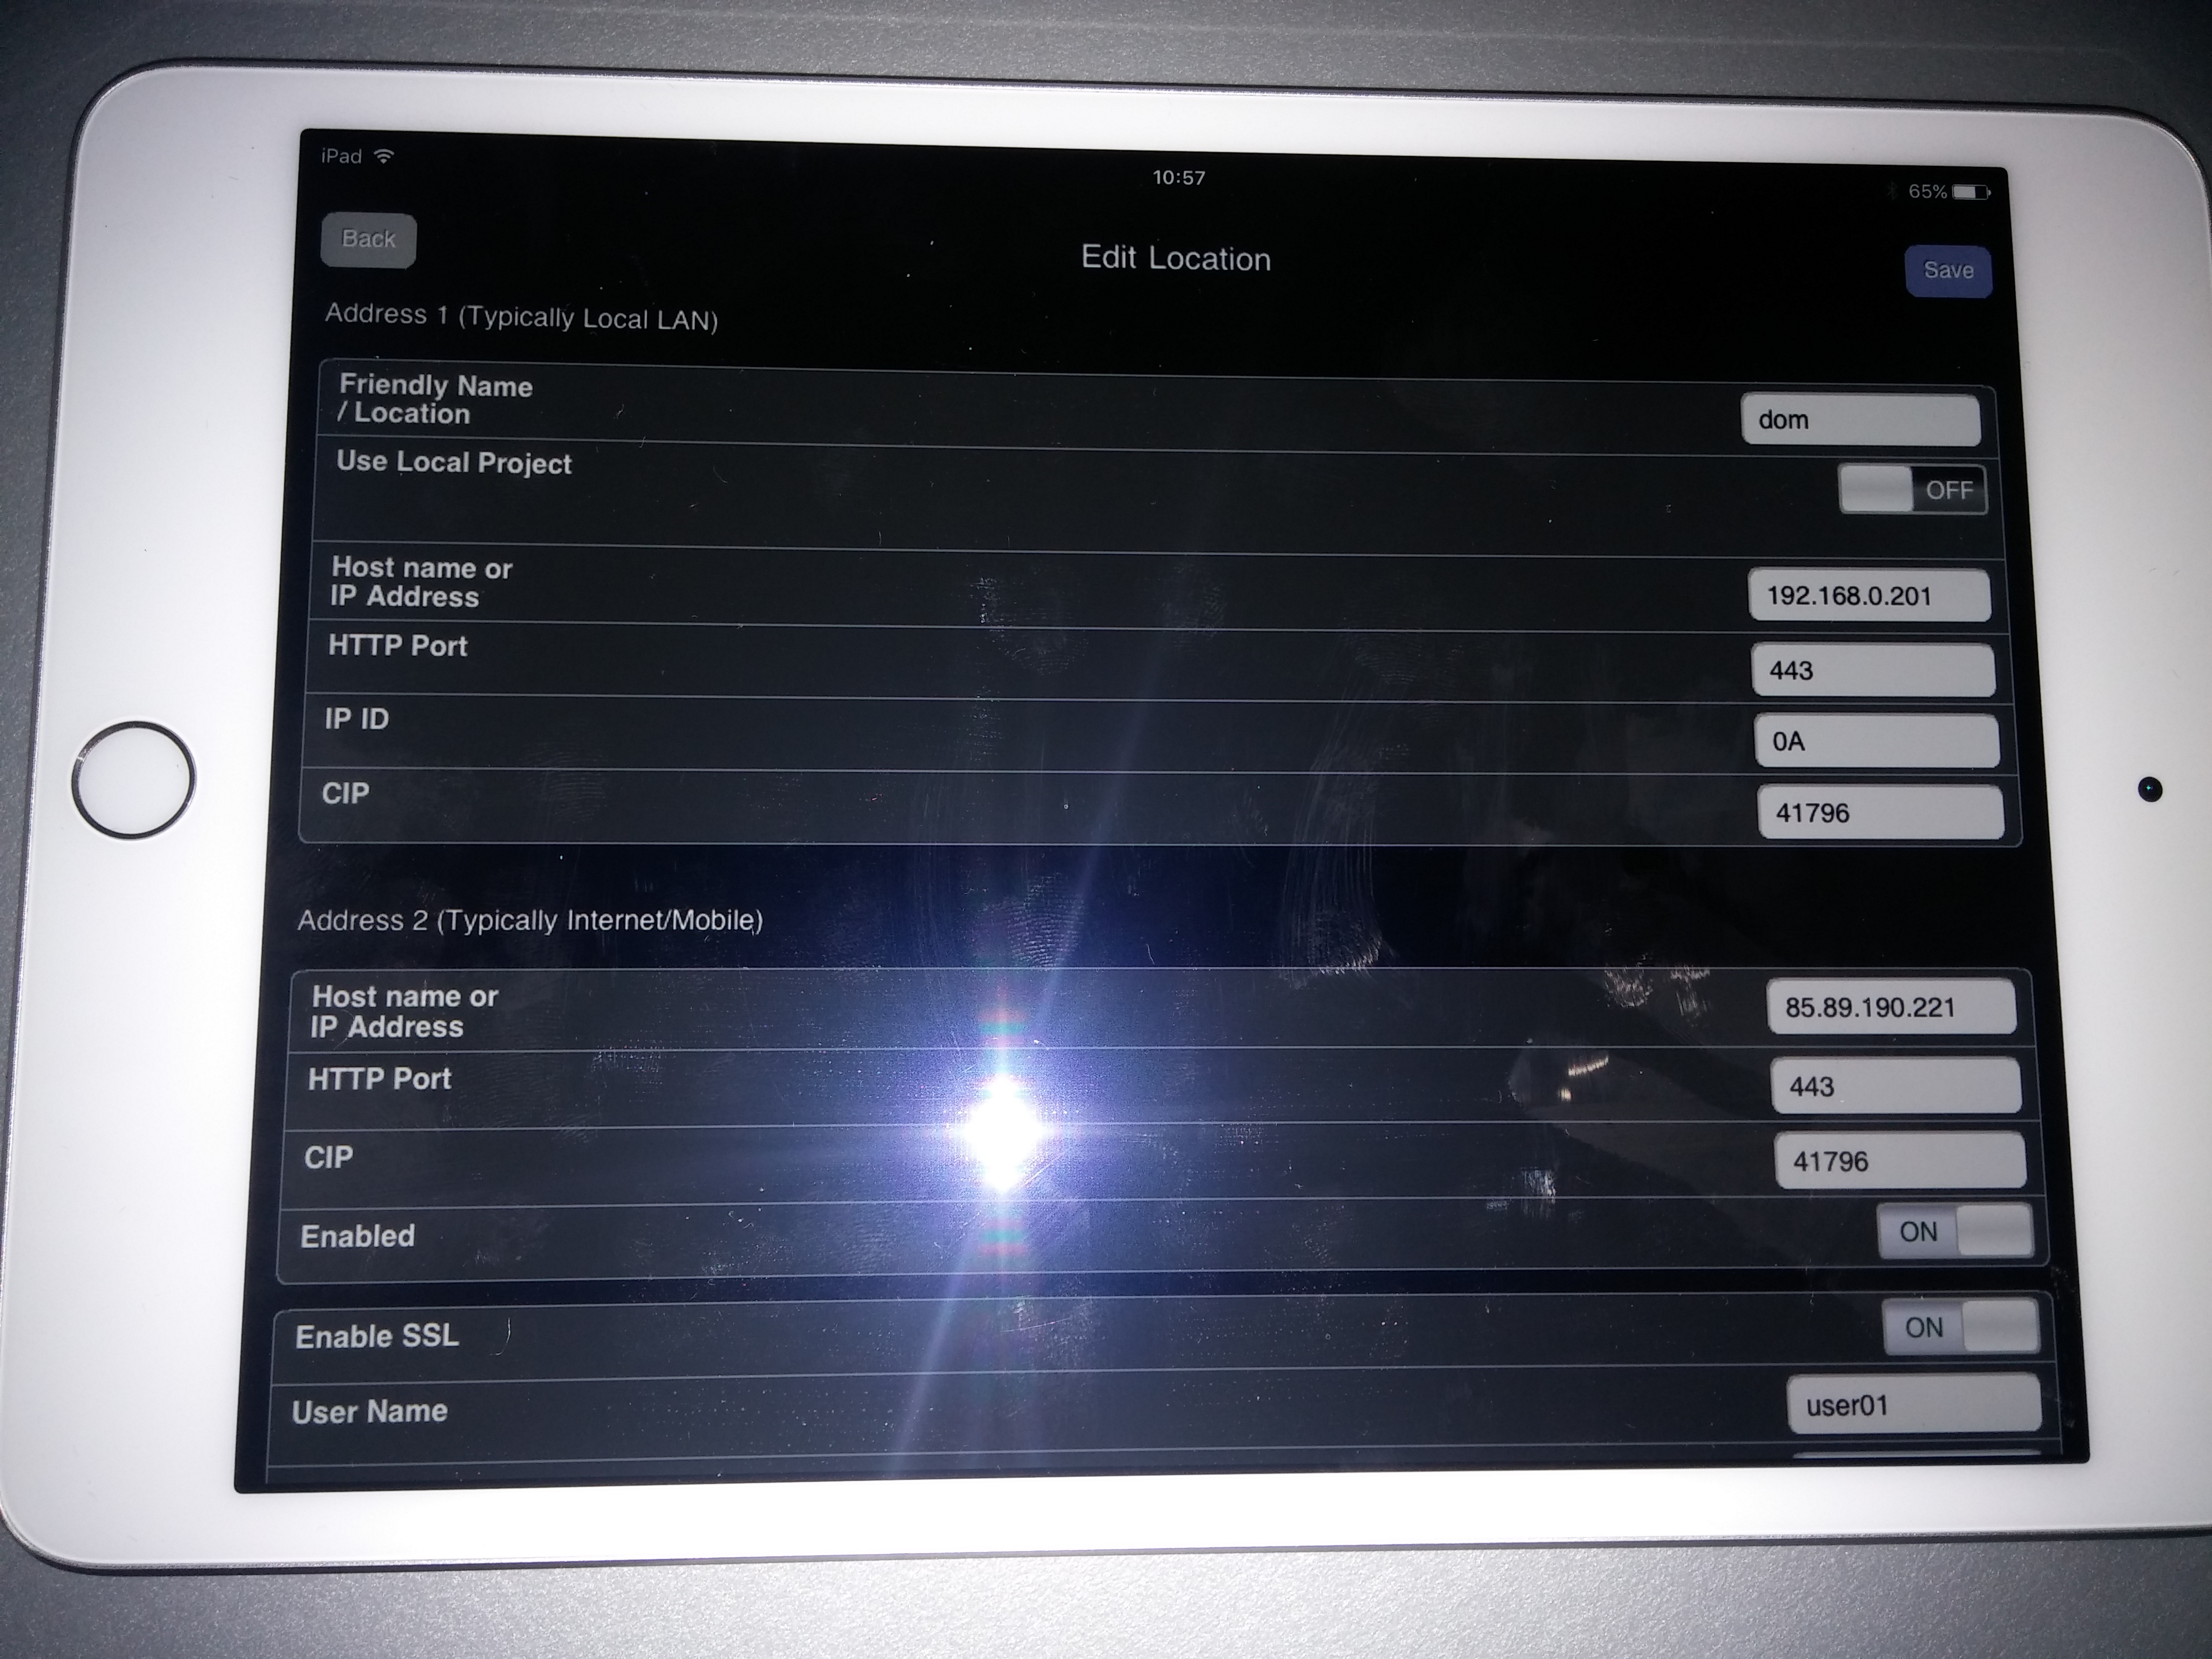 iPad
10:57
65%
Back
Edit Location
Save
Address 1 (Typically Local LAN)
Friendly Name
/ Location
dom
Use Local Project
OFF
Host name or
IP Address
192.168.0.201
HTTP Port
443
IP ID
0A
CIP
41796
Address 2 (Typically Internet/Mobile)
Host name or
IP Address
85.89.190.221
HTTP Port
443
CIP
41796
Enabled
ON
Enable SSL
ON
User Name
user01